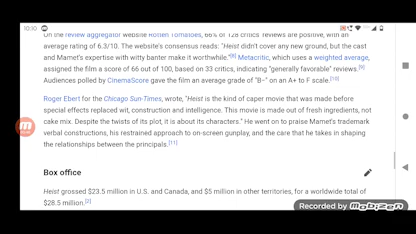 10:10
On the review aggregator website Rotten Tomatoes, 66% of 128 critics' reviews are positive, with an
average rating of 6.3/10. The website's consensus reads: "Heist didn't cover any new ground, but the cast
and Mamet's expertise with witty banter make it worthwhile."[8] Metacritic, which uses a weighted average,
assigned the film a score of 66 out of 100, based on 33 critics, indicating "generally favorable" reviews.[9]
Audiences polled by CinemaScore gave the film an average grade of "B−" on an A+ to F scale.[10]
Roger Ebert for the Chicago Sun-Times, wrote, "Heist is the kind of caper movie that was made before
special effects replaced wit, construction and intelligence. This movie is made out of fresh ingredients, not
cake mix. Despite the twists of its plot, it is about its characters." He went on to praise Mamet's trademark
verbal constructions, his restrained approach to on-screen gunplay, and the care that he takes in shaping
the relationships between the principals.[11]
Box office
Heist grossed $23.5 million in U.S. and Canada, and $5 million in other territories, for a worldwide total of
$28.5 million.[2]
Recorded by Mobizen